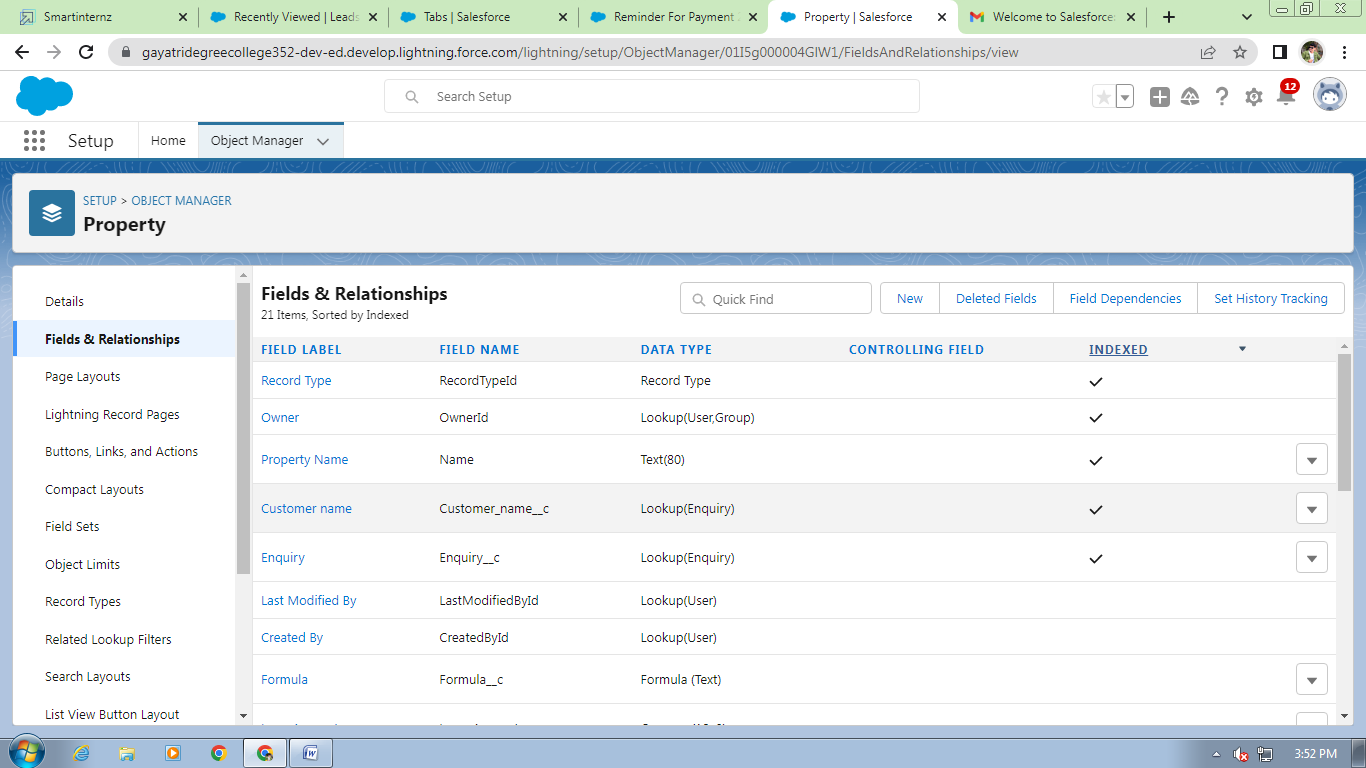 Smartinternz
Recently Viewed | Leads
Tabs | Salesforce
Reminder For Payment
Property | Salesforce
Welcome to Salesforce:
gayatridegreecollege352-dev-ed.develop.lightning.force.com/lightning/setup/ObjectManager/01I5g000004GlW1/FieldsAndRelationships/view
Search Setup
12
Setup
Home
Object Manager
SETUP > OBJECT MANAGER
Property
Details
Fields & Relationships
Page Layouts
Lightning Record Pages
Buttons, Links, and Actions
Compact Layouts
Field Sets
Object Limits
Record Types
Related Lookup Filters
Search Layouts
List View Button Layout
Fields & Relationships
21 Items, Sorted by Indexed
Quick Find
New
Deleted Fields
Field Dependencies
Set History Tracking
FIELD LABEL FIELD NAME DATA TYPE CONTROLLING FIELD INDEXED
Record Type RecordTypeId Record Type
Owner OwnerId Lookup(User,Group)
Property Name Name Text(80)
Customer name Customer_name__c Lookup(Enquiry)
Enquiry Enquiry__c Lookup(Enquiry)
Last Modified By LastModifiedById Lookup(User)
Created By CreatedById Lookup(User)
Formula Formula__c Formula (Text)
3:52 PM